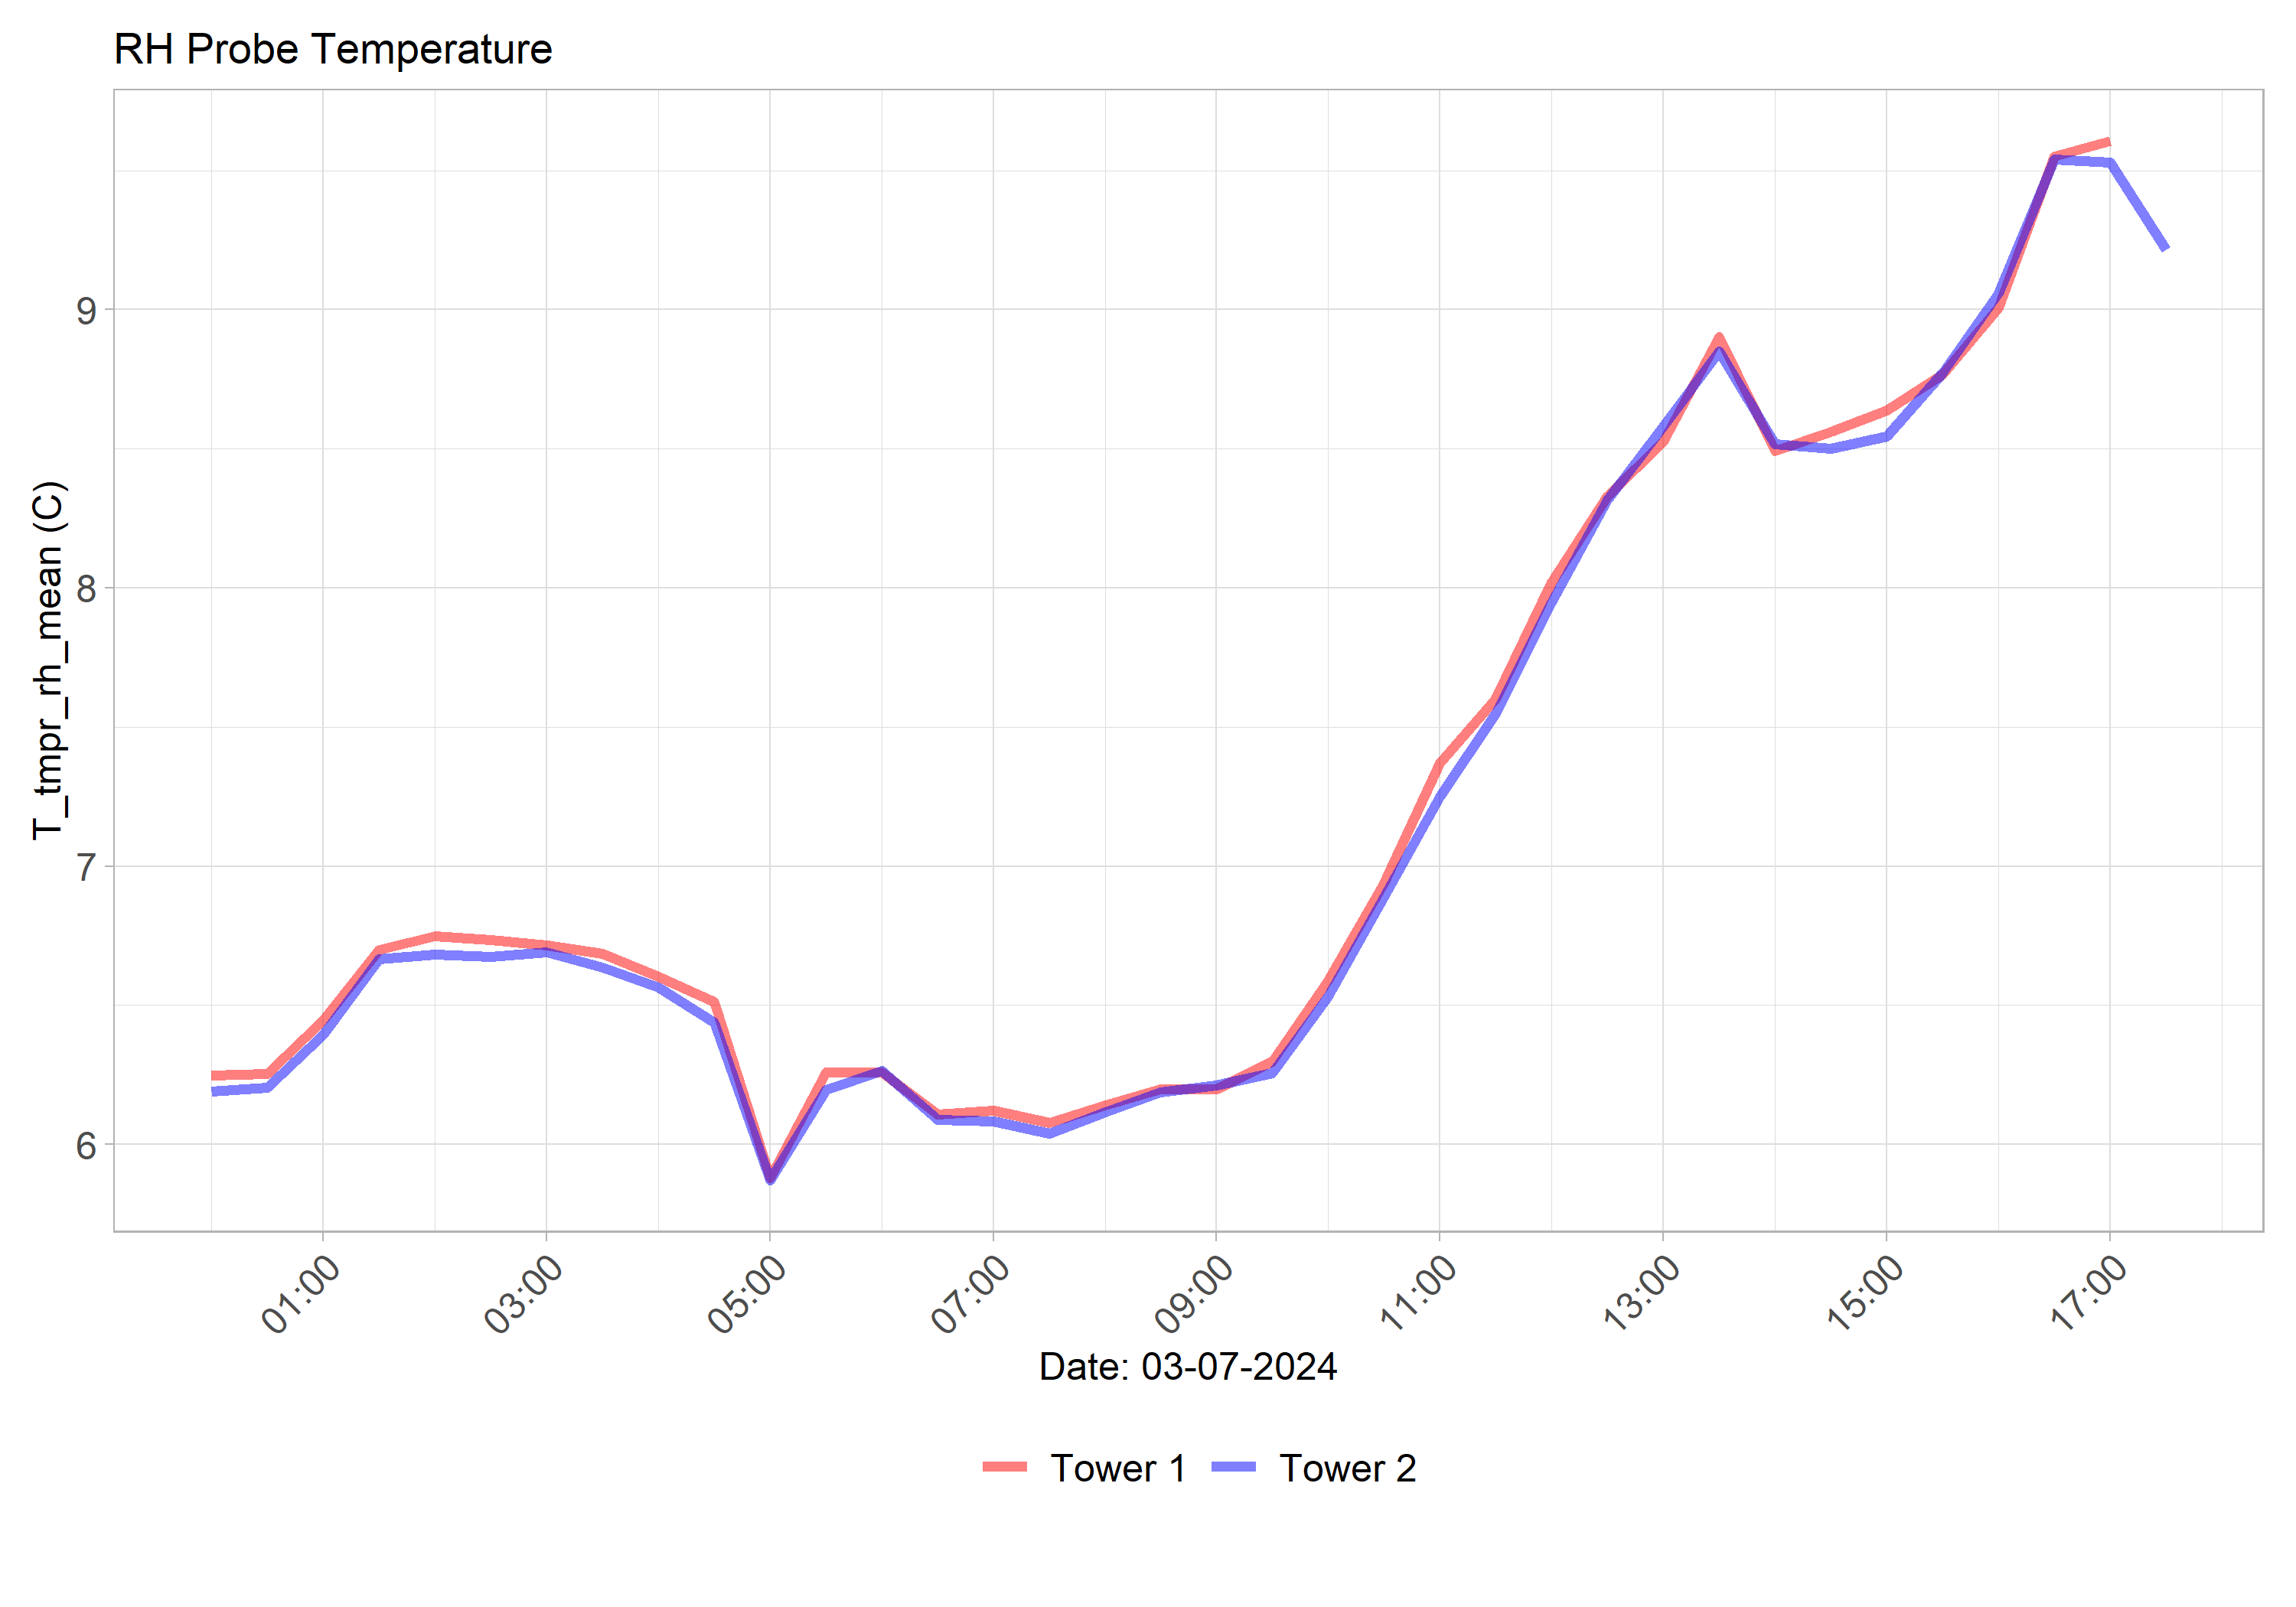 RH Probe Temperature
T_tmpr_rh_mean (C)
9
8
7
6
01:00 03:00 05:00 07:00 09:00 11:00 13:00 15:00 17:00
Date: 03-07-2024
Tower 1 Tower 2